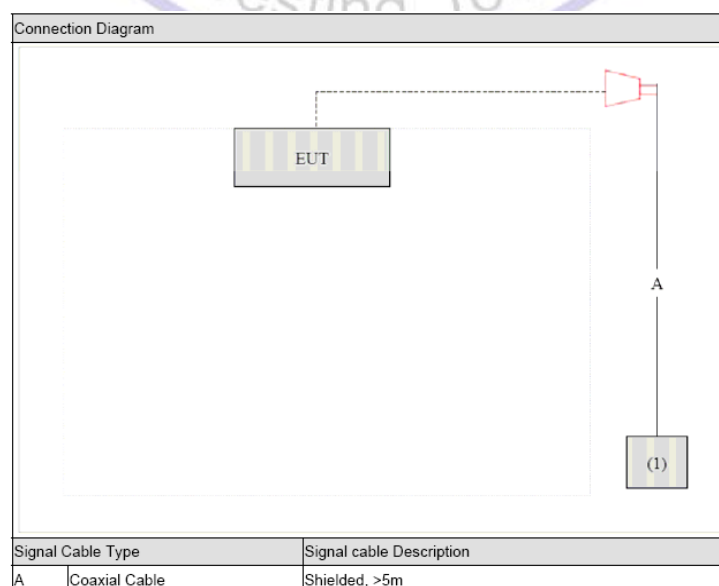 Connection Diagram
EUT
A
(1)
Signal Cable Type Signal cable Description
A Coaxial Cable Shielded, >5m